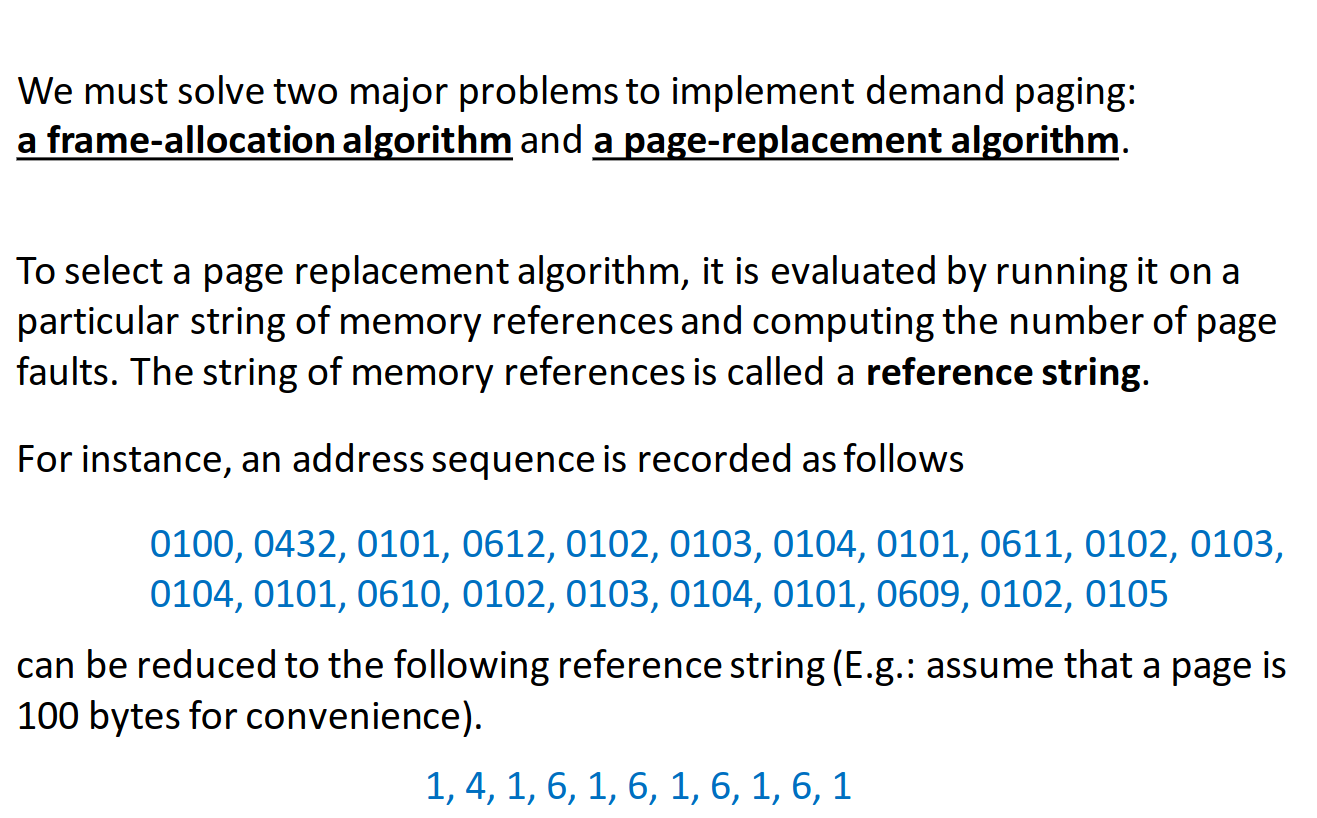 We must solve two major problems to implement demand paging:
a frame-allocation algorithm and a page-replacement algorithm.
To select a page replacement algorithm, it is evaluated by running it on a
particular string of memory references and computing the number of page
faults. The string of memory references is called a reference string.
For instance, an address sequence is recorded as follows
0100, 0432, 0101, 0612, 0102, 0103, 0104, 0101, 0611, 0102, 0103,
0104, 0101, 0610, 0102, 0103, 0104, 0101, 0609, 0102, 0105
can be reduced to the following reference string (E.g.: assume that a page is
100 bytes for convenience).
1, 4, 1, 6, 1, 6, 1, 6, 1, 6, 1